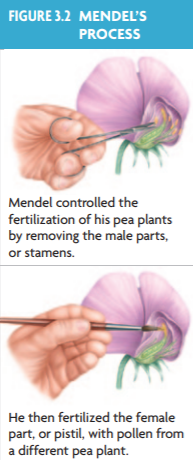 FIGURE 3.2 MENDEL'S
PROCESS
Mendel controlled the
fertilization of his pea plants
by removing the male parts,
or stamens.
He then fertilized the female
part, or pistil, with pollen from
a different pea plant.